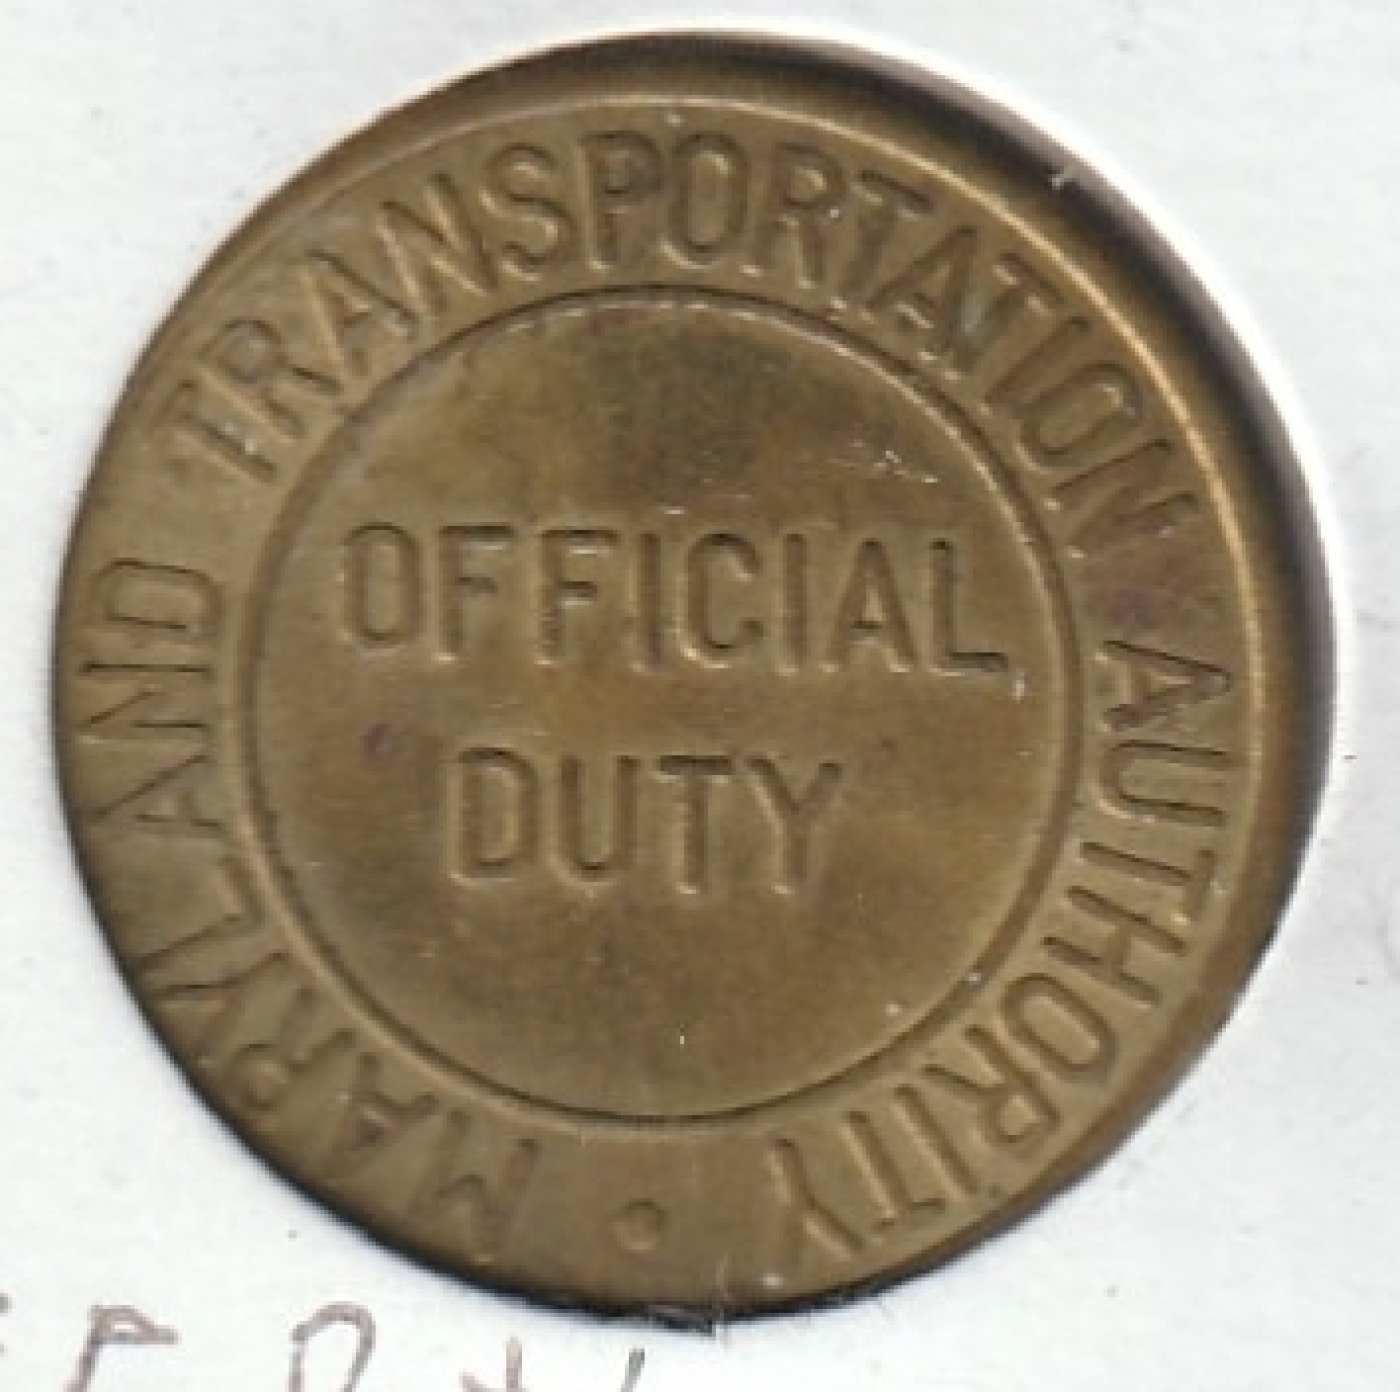 MARYLAND TRANSPORTATION AUTHORITY
OFFICIAL
DUTY